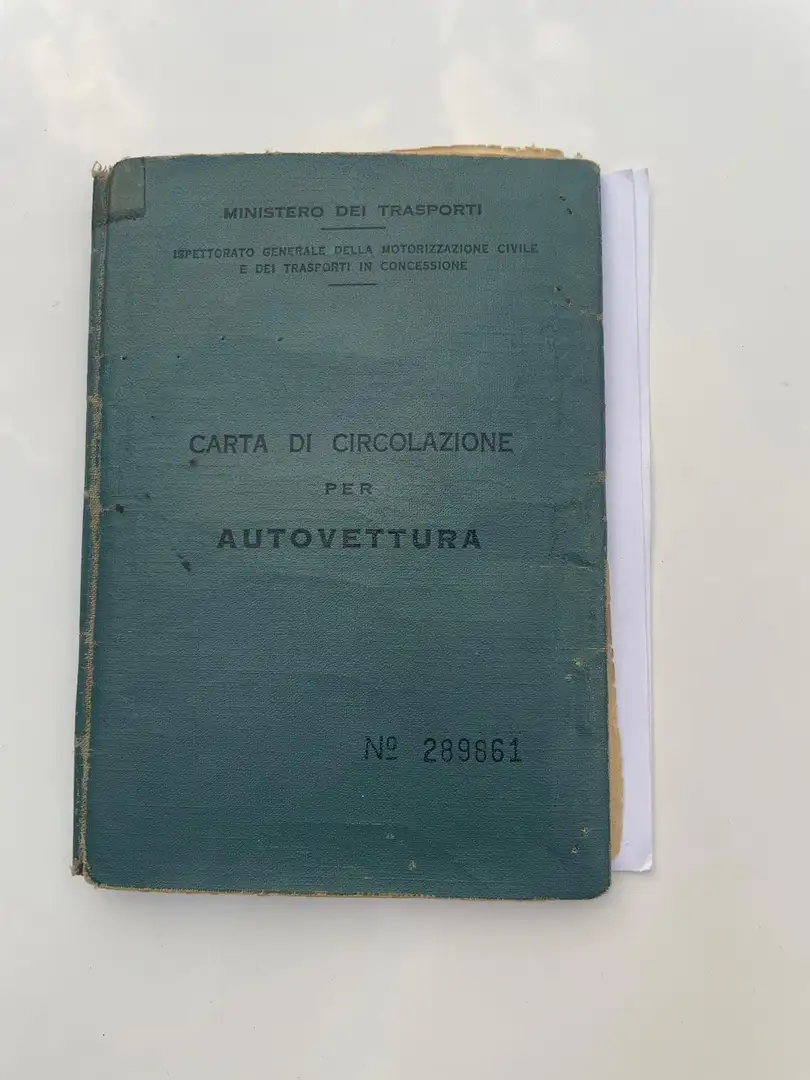 MINISTERO DEI TRASPORTI
ISPETTORATO GENERALE DELLA MOTORIZZAZIONE CIVILE
E DEI TRASPORTI IN CONCESSIONE
CARTA DI CIRCOLAZIONE
PER
AUTOVETTURA
Nº 289861